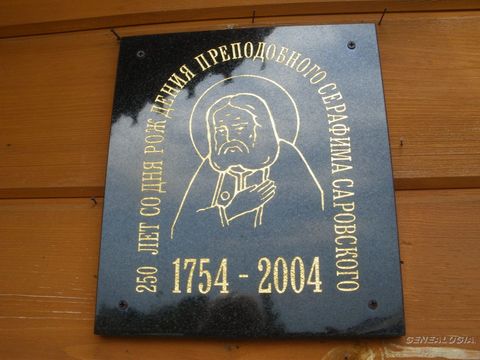 250 ЛЕТ СО ДНЯ РОЖДЕНИЯ ПРЕПОДОБНОГО СЕРАФИМА САРОВСКОГО
1754 - 2004
GENEALOGIA